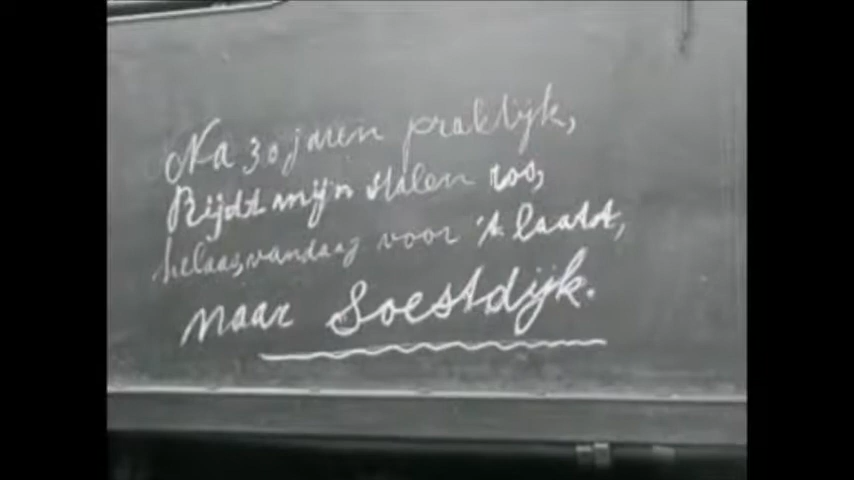 Na 30 jaren praktijk,
Rijdt mijn stalen ros,
helaas, vandaag voor 't laatst,
naar Soestdijk.